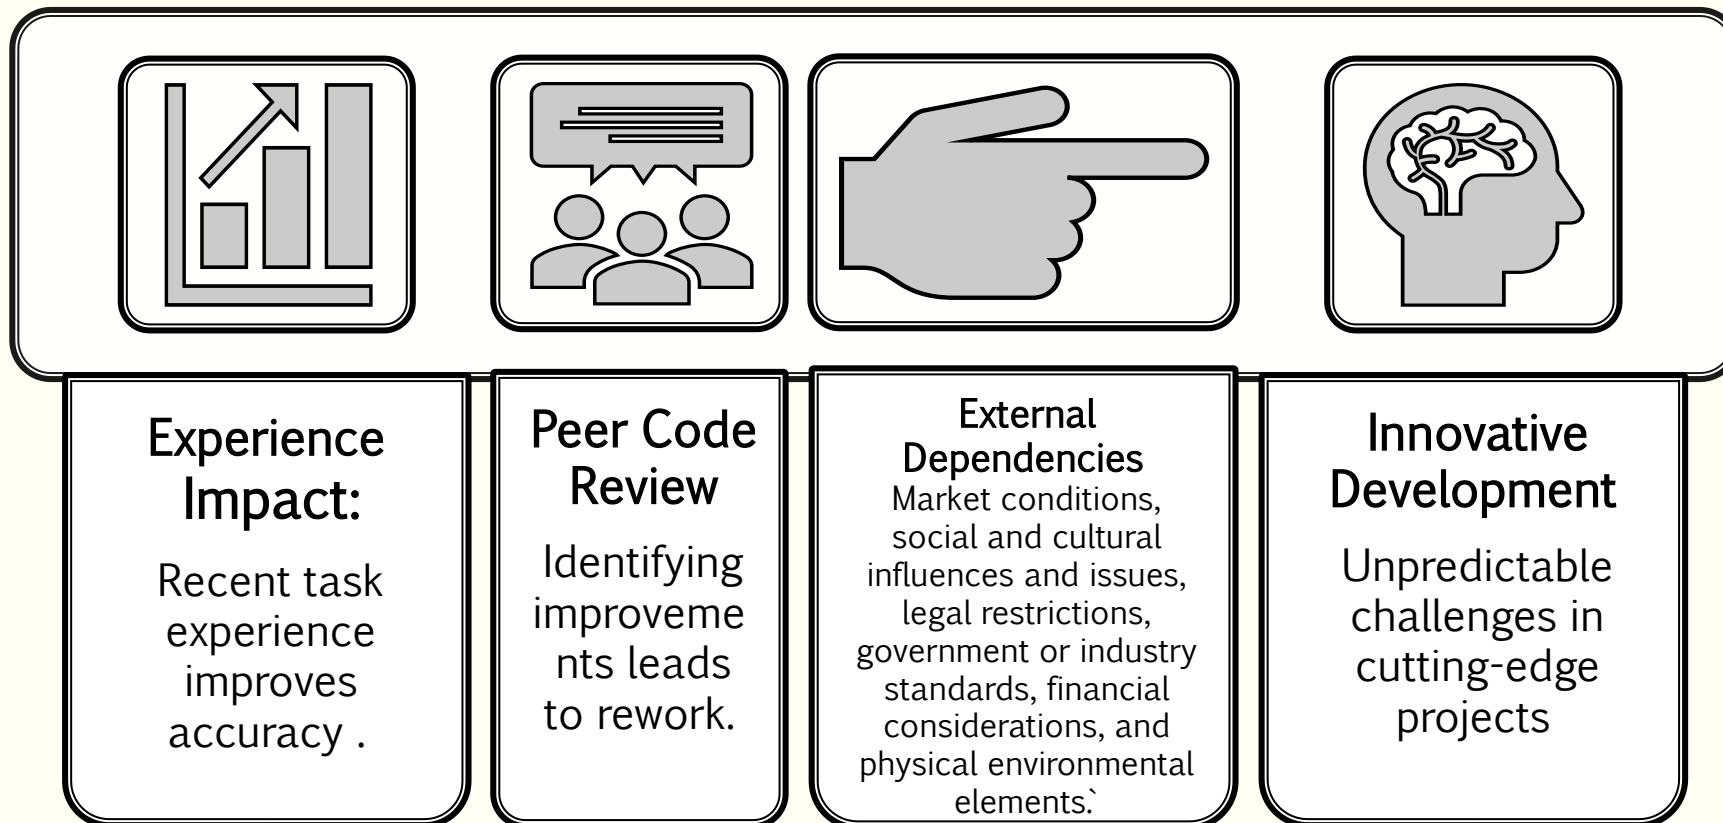 Experience
Impact:
Recent task
experience
improves
accuracy .
Peer Code
Review
Identifying
improveme
nts leads
to rework.
External
Dependencies
Market conditions,
social and cultural
influences and issues,
legal restrictions,
government or industry
standards, financial
considerations, and
physical environmental
elements.`
Innovative
Development
Unpredictable
challenges in
cutting-edge
projects